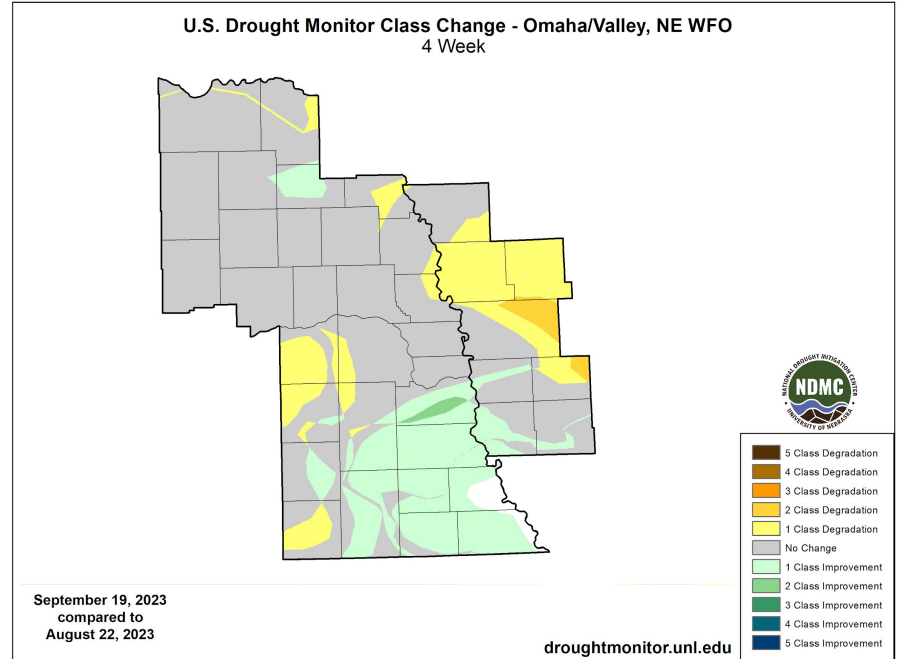 U.S. Drought Monitor Class Change - Omaha/Valley, NE WFO
4 Week
NATIONAL DROUGHT MITIGATION CENTER
NDMC
UNIVERSITY OF NEBRASKA
5 Class Degradation
4 Class Degradation
3 Class Degradation
2 Class Degradation
1 Class Degradation
No Change
1 Class Improvement
2 Class Improvement
3 Class Improvement
4 Class Improvement
5 Class Improvement
September 19, 2023
compared to
August 22, 2023
droughtmonitor.unl.edu